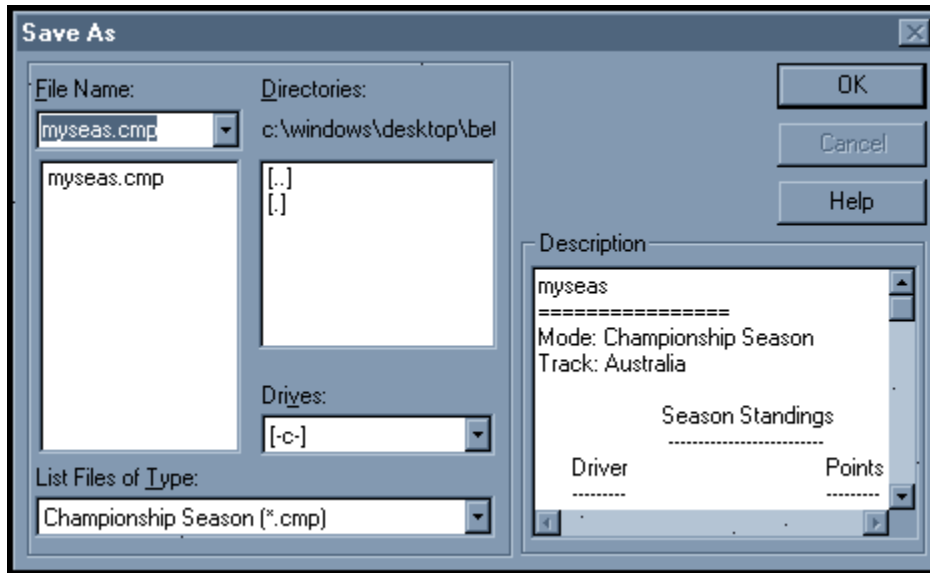 Save As
File Name:
myseas.cmp
myseas.cmp
Directories:
c:\windows\desktop\bel
[..]
[.]
Drives:
[-c-]
List Files of Type:
Championship Season (*.cmp)
OK
Cancel
Help
Description
myseas
================
Mode: Championship Season
Track: Australia
Season Standings
--------------------------
Driver Points
--------- ---------